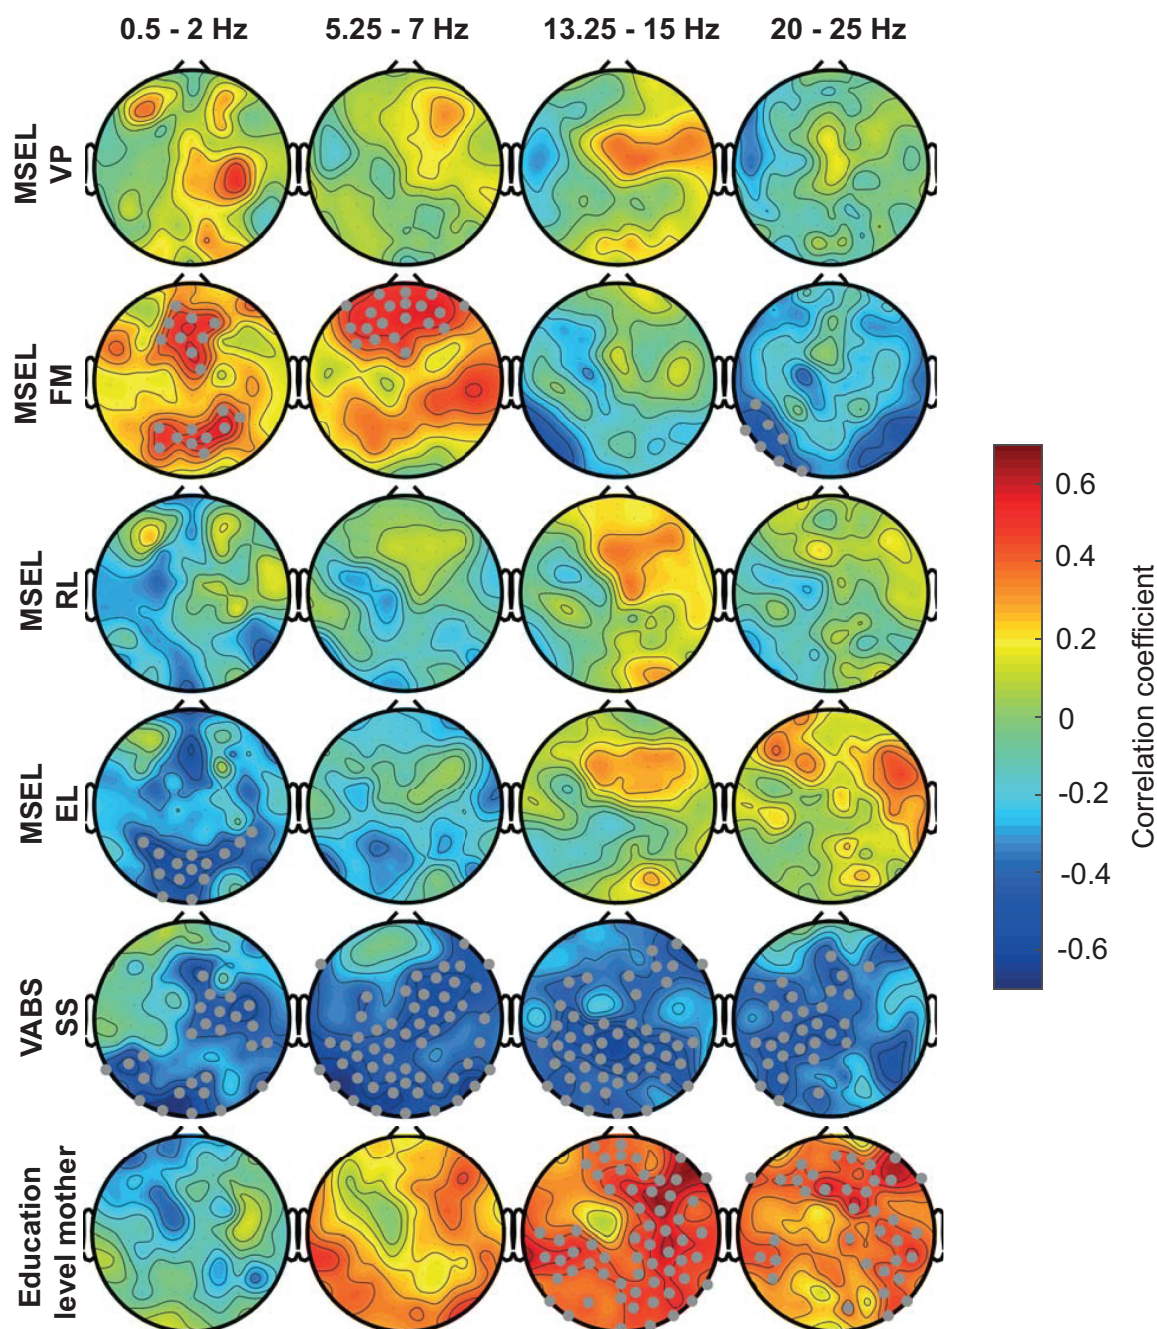 0.5 - 2 Hz
5.25 - 7 Hz
13.25 - 15 Hz
20 - 25 Hz
MSEL
VP
MSEL
FM
MSEL
RL
MSEL
EL
VABS
SS
Education
level mother
0.6
0.4
0.2
0
-0.2
-0.4
-0.6
Correlation coefficient